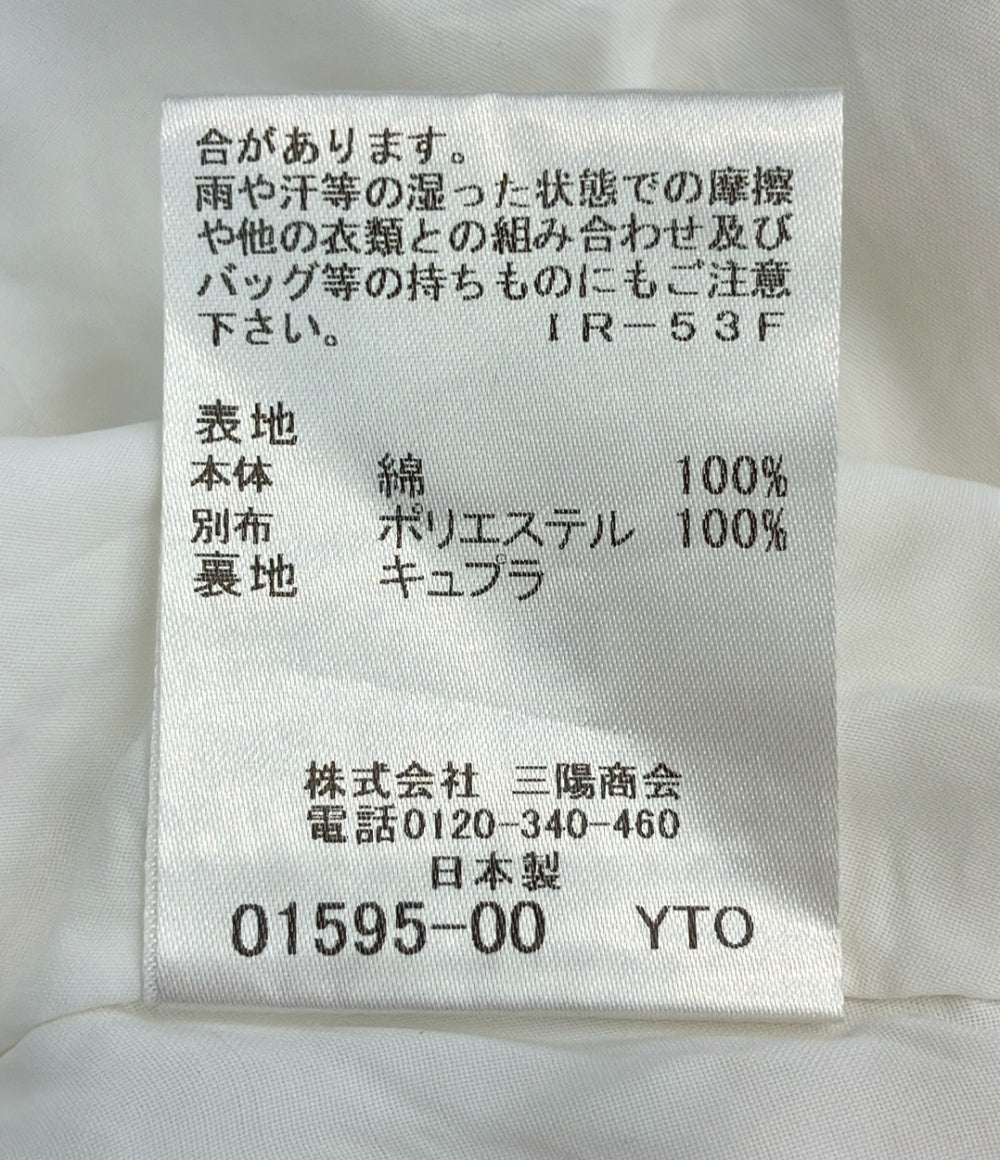 合があります。
雨や汗等の湿った状態での摩擦
や他の衣類との組み合わせ及び
バッグ等の持ちものにもご注意
下さい。 IR-53F
表地
本体 綿 100%
別布 ポリエステル 100%
裏地 キュプラ
株式会社 三陽商会
電話0120-340-460
日本製
01595-00 YTO